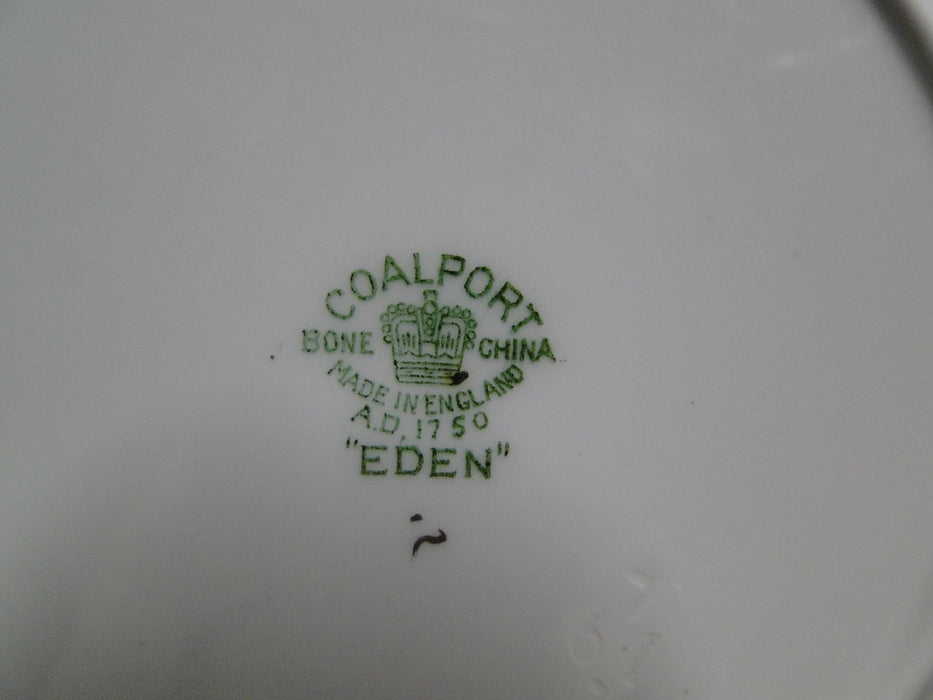 COALPORT
BONE CHINA
MADE IN ENGLAND
A.D. 1750
"EDEN"